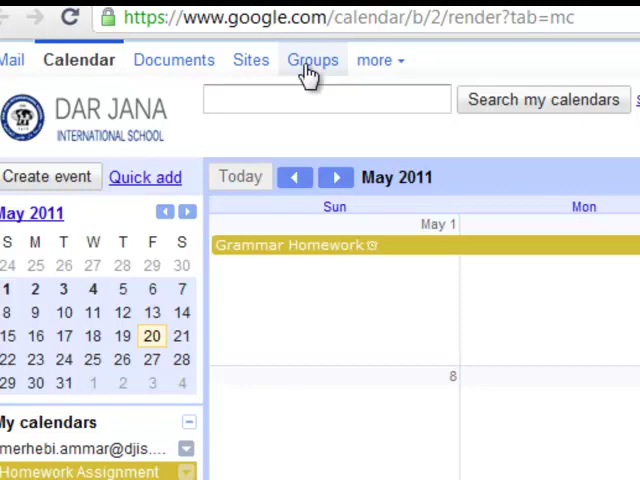 https://www.google.com/calendar/b/2/render?tab=mc
Mail Calendar Documents Sites Groups more
DAR JANA
INTERNATIONAL SCHOOL
Search my calendars
Create event Quick add
Today May 2011
May 2011
Sun Mon
S M T W T F S
24 25 26 27 28 29 30
1 2 3 4 5 6 7
8 9 10 11 12 13 14
15 16 17 18 19 20 21
22 23 24 25 26 27 28
29 30 31 1 2 3 4
May 1
Grammar Homework
8
My calendars
merhebi.ammar@djis....
Homework Assignment